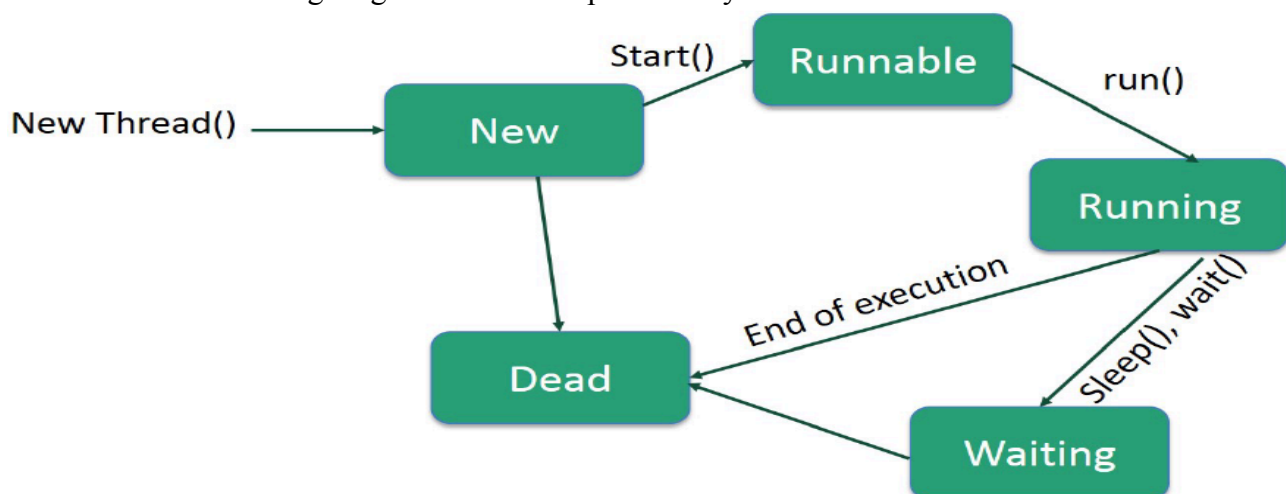 Start()
Runnable
run()
New Thread()
New
Running
End of execution
Sleep(), wait()
Dead
Waiting